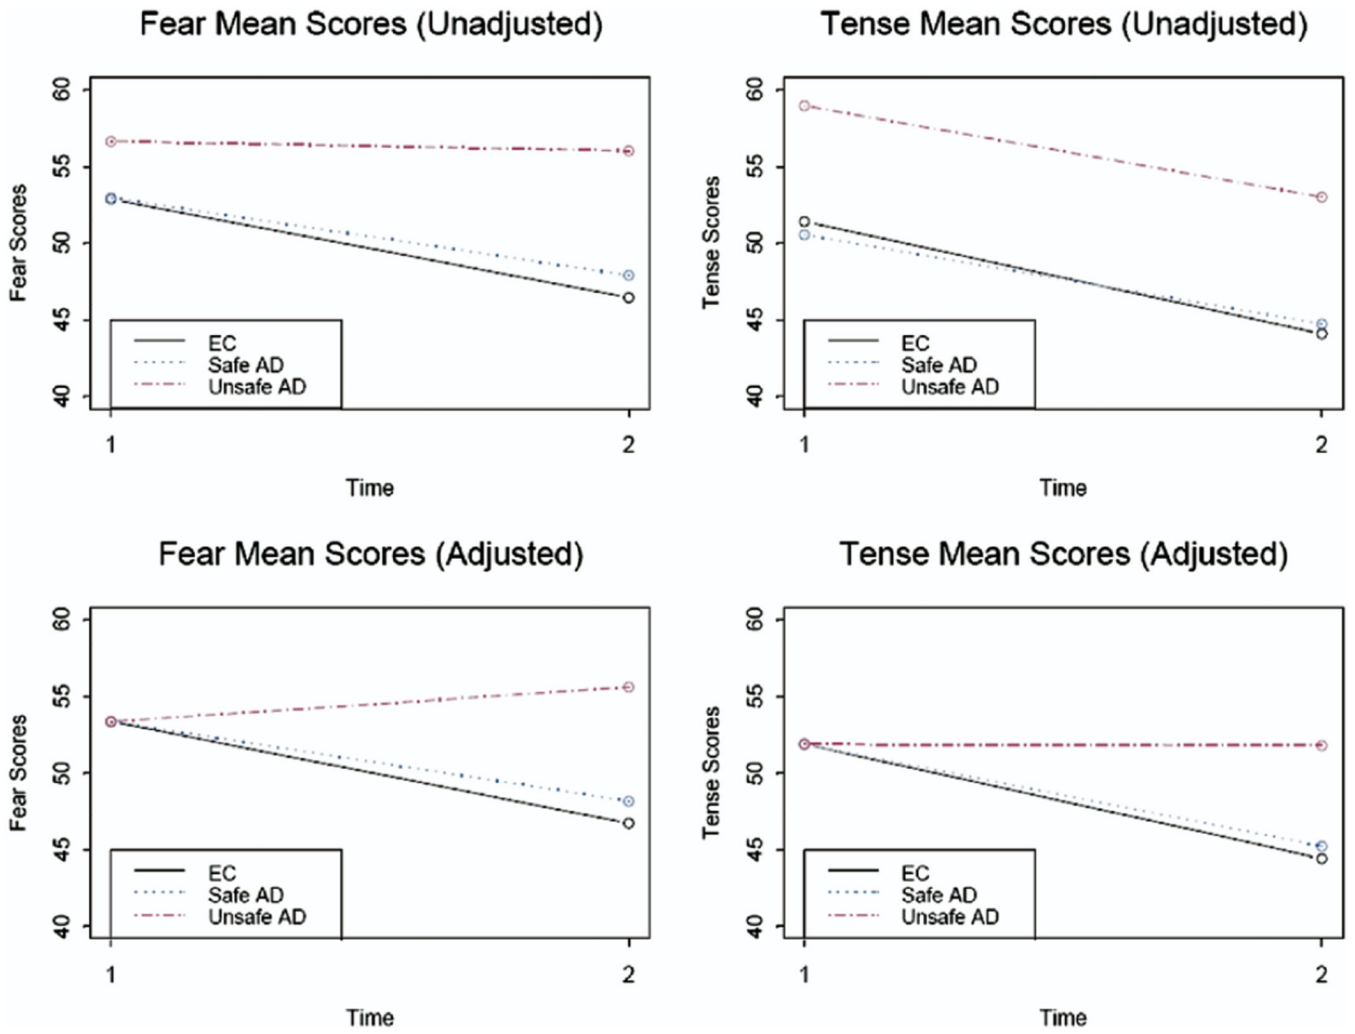 Fear Mean Scores (Unadjusted)
Fear Scores
60
55
50
45
40
EC
Safe AD
Unsafe AD
1
2
Time
Tense Mean Scores (Unadjusted)
Tense Scores
60
55
50
45
40
EC
Safe AD
Unsafe AD
1
2
Time
Fear Mean Scores (Adjusted)
Fear Scores
60
55
50
45
40
EC
Safe AD
Unsafe AD
1
2
Time
Tense Mean Scores (Adjusted)
Tense Scores
60
55
50
45
40
EC
Safe AD
Unsafe AD
1
2
Time